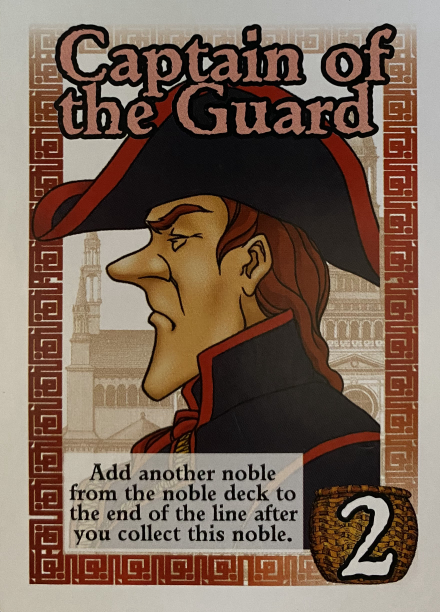 Captain of
the Guard
Add another noble
from the noble deck to
the end of the line after
you collect this noble.
2